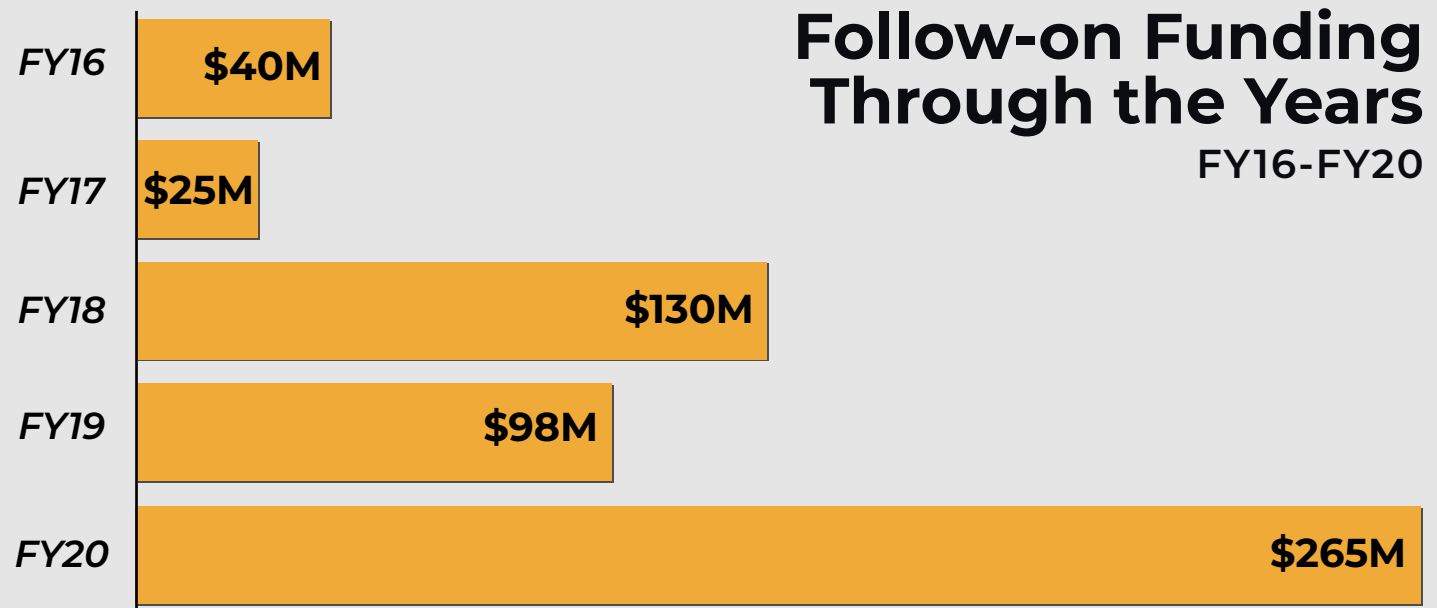 Follow-on Funding
Through the Years
FY16-FY20
FY16 $40M
FY17 $25M
FY18 $130M
FY19 $98M
FY20 $265M